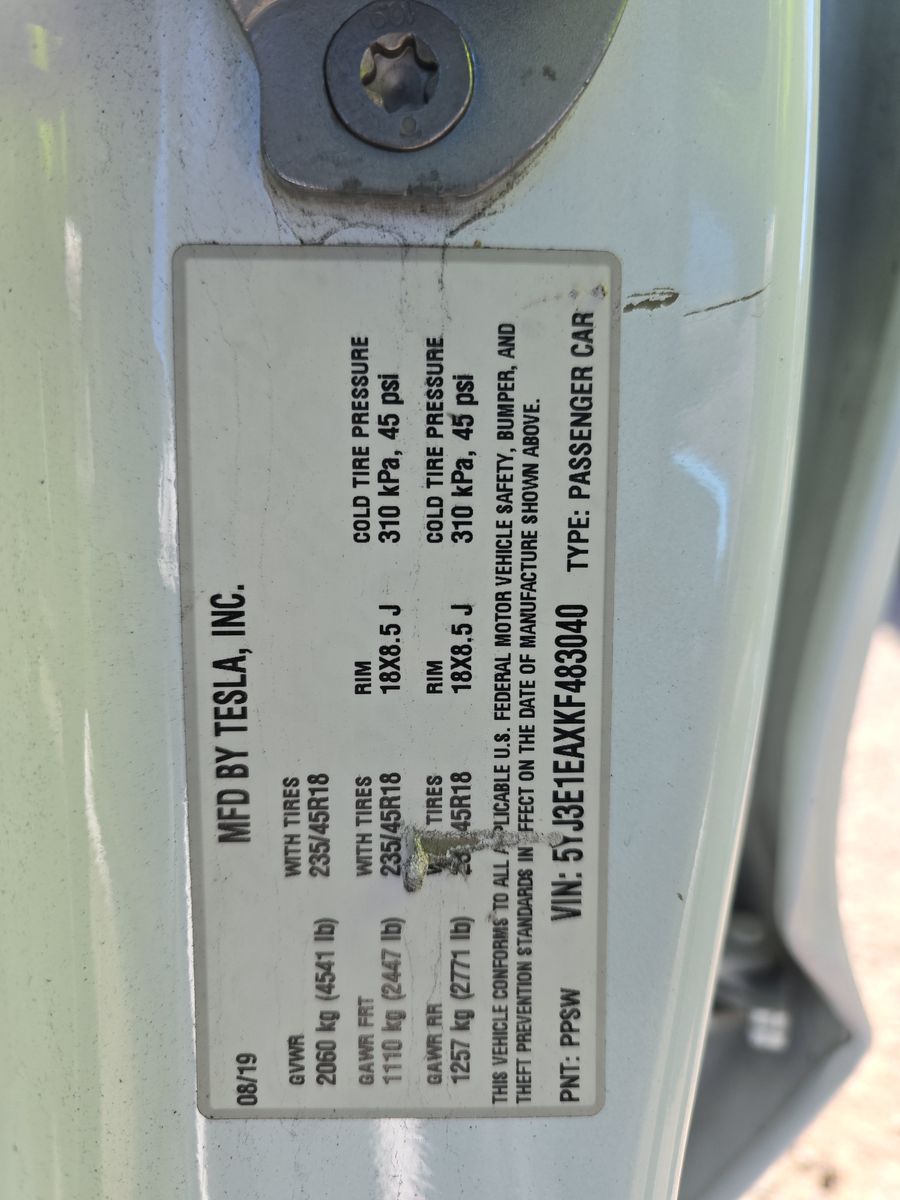 MFD BY TESLA, INC.
08/19
GVWR WITH TIRES
2060 kg (4541 lb) 235/45R18
GAWR FRT WITH TIRES RIM COLD TIRE PRESSURE
1110 kg (2447 lb) 235/45R18 18X8.5 J 310 kPa, 45 psi
GAWR RR TIRES RIM COLD TIRE PRESSURE
1257 kg (2771 lb) 45R18 18X8.5 J 310 kPa, 45 psi
THIS VEHICLE CONFORMS TO ALL APPLICABLE U.S. FEDERAL MOTOR VEHICLE SAFETY, BUMPER, AND
THEFT PREVENTION STANDARDS IN EFFECT ON THE DATE OF MANUFACTURE SHOWN ABOVE.
PNT: PPSW VIN: 5YJ3E1EAXKF483040 TYPE: PASSENGER CAR